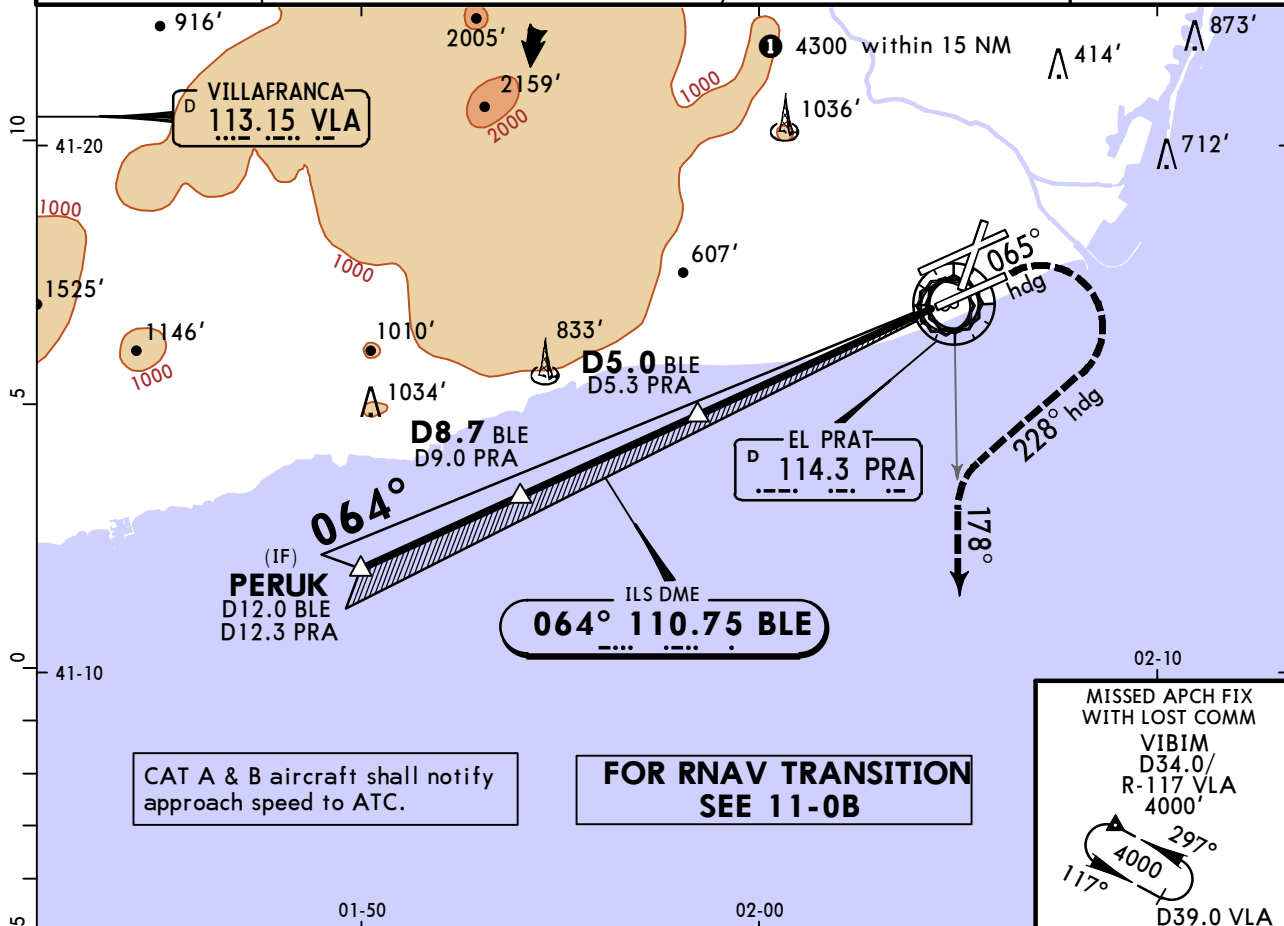 916'
2005'
2159'
2000
1000
1 4300 within 15 NM
414'
873'
1036'
712'
VILLAFRANCA
D 113.15 VLA
10
41-20
1000
1000
607'
065°
hdg
1525'
1146'
1000
1010'
833'
1034'
D5.0 BLE
D5.3 PRA
5
D8.7 BLE
D9.0 PRA
EL PRAT
D 114.3 PRA
228° hdg
178°
064°
(IF)
PERUK
D12.0 BLE
D12.3 PRA
ILS DME
064° 110.75 BLE
0
41-10
02-10
CAT A & B aircraft shall notify
approach speed to ATC.
FOR RNAV TRANSITION
SEE 11-0B
MISSED APCH FIX
WITH LOST COMM
VIBIM
D34.0/
R-117 VLA
4000'
297°
4000
117°
D39.0 VLA
5
01-50
02-00